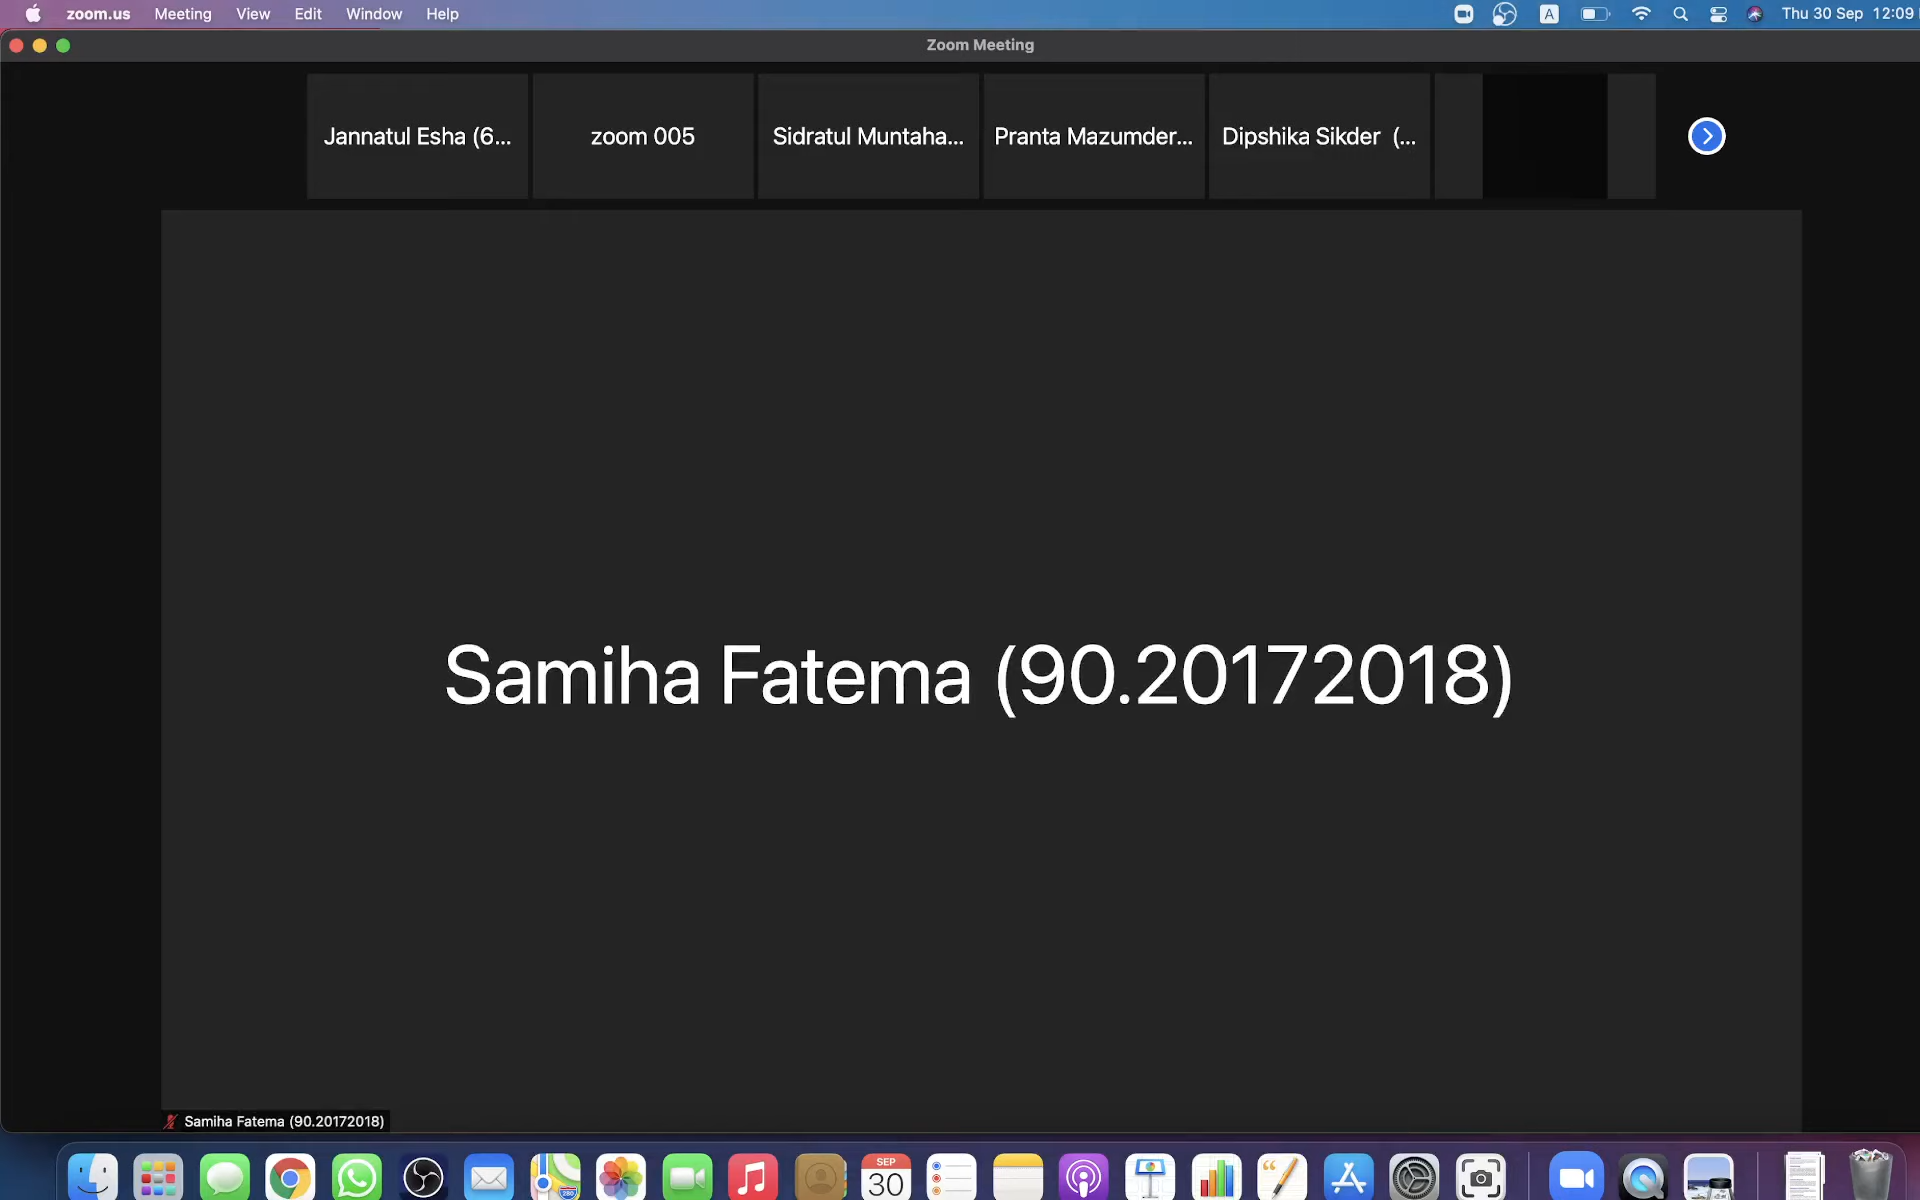 zoom.us Meeting View Edit Window Help A Thu 30 Sep 12:09
Zoom Meeting
Jannatul Esha (6... zoom 005 Sidratul Muntaha... Pranta Mazumder... Dipshika Sikder (...
Samiha Fatema (90.20172018)
Samiha Fatema (90.20172018)
SEP
30
280